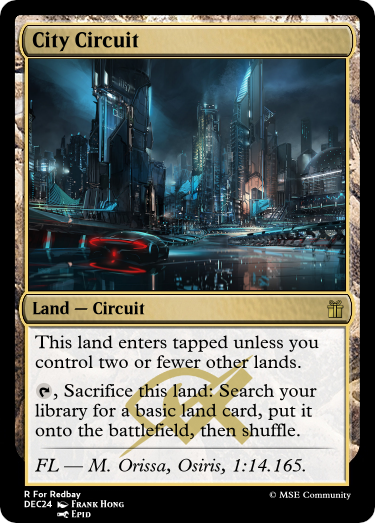 City Circuit
Land — Circuit
This land enters tapped unless you
control two or fewer other lands.
, Sacrifice this land: Search your
library for a basic land card, put it
onto the battlefield, then shuffle.
FL — M. Orissa, Osiris, 1:14.165.
R For Redbay
DEC24 Frank Hong
Epid
© MSE Community